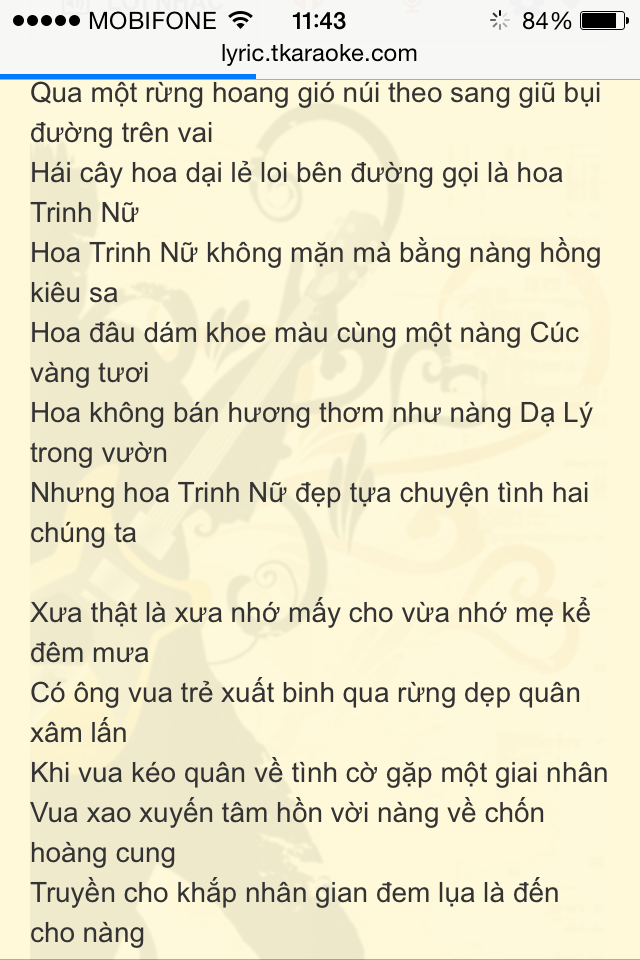 MOBIFONE 11:43 84%
lyric.tkaraoke.com
Qua một rừng hoang gió núi theo sang giũ bụi
đường trên vai
Hái cây hoa dại lẻ loi bên đường gọi là hoa
Trinh Nữ
Hoa Trinh Nữ không mặn mà bằng nàng hồng
kiêu sa
Hoa đâu dám khoe màu cùng một nàng Cúc
vàng tươi
Hoa không bán hương thơm như nàng Dạ Lý
trong vườn
Nhưng hoa Trinh Nữ đẹp tựa chuyện tình hai
chúng ta
Xưa thật là xưa nhớ mấy cho vừa nhớ mẹ kể
đêm mưa
Có ông vua trẻ xuất binh qua rừng dẹp quân
xâm lấn
Khi vua kéo quân về tình cờ gặp một giai nhân
Vua xao xuyến tâm hồn vời nàng về chốn
hoàng cung
Truyền cho khắp nhân gian đem lụa là đến
cho nàng